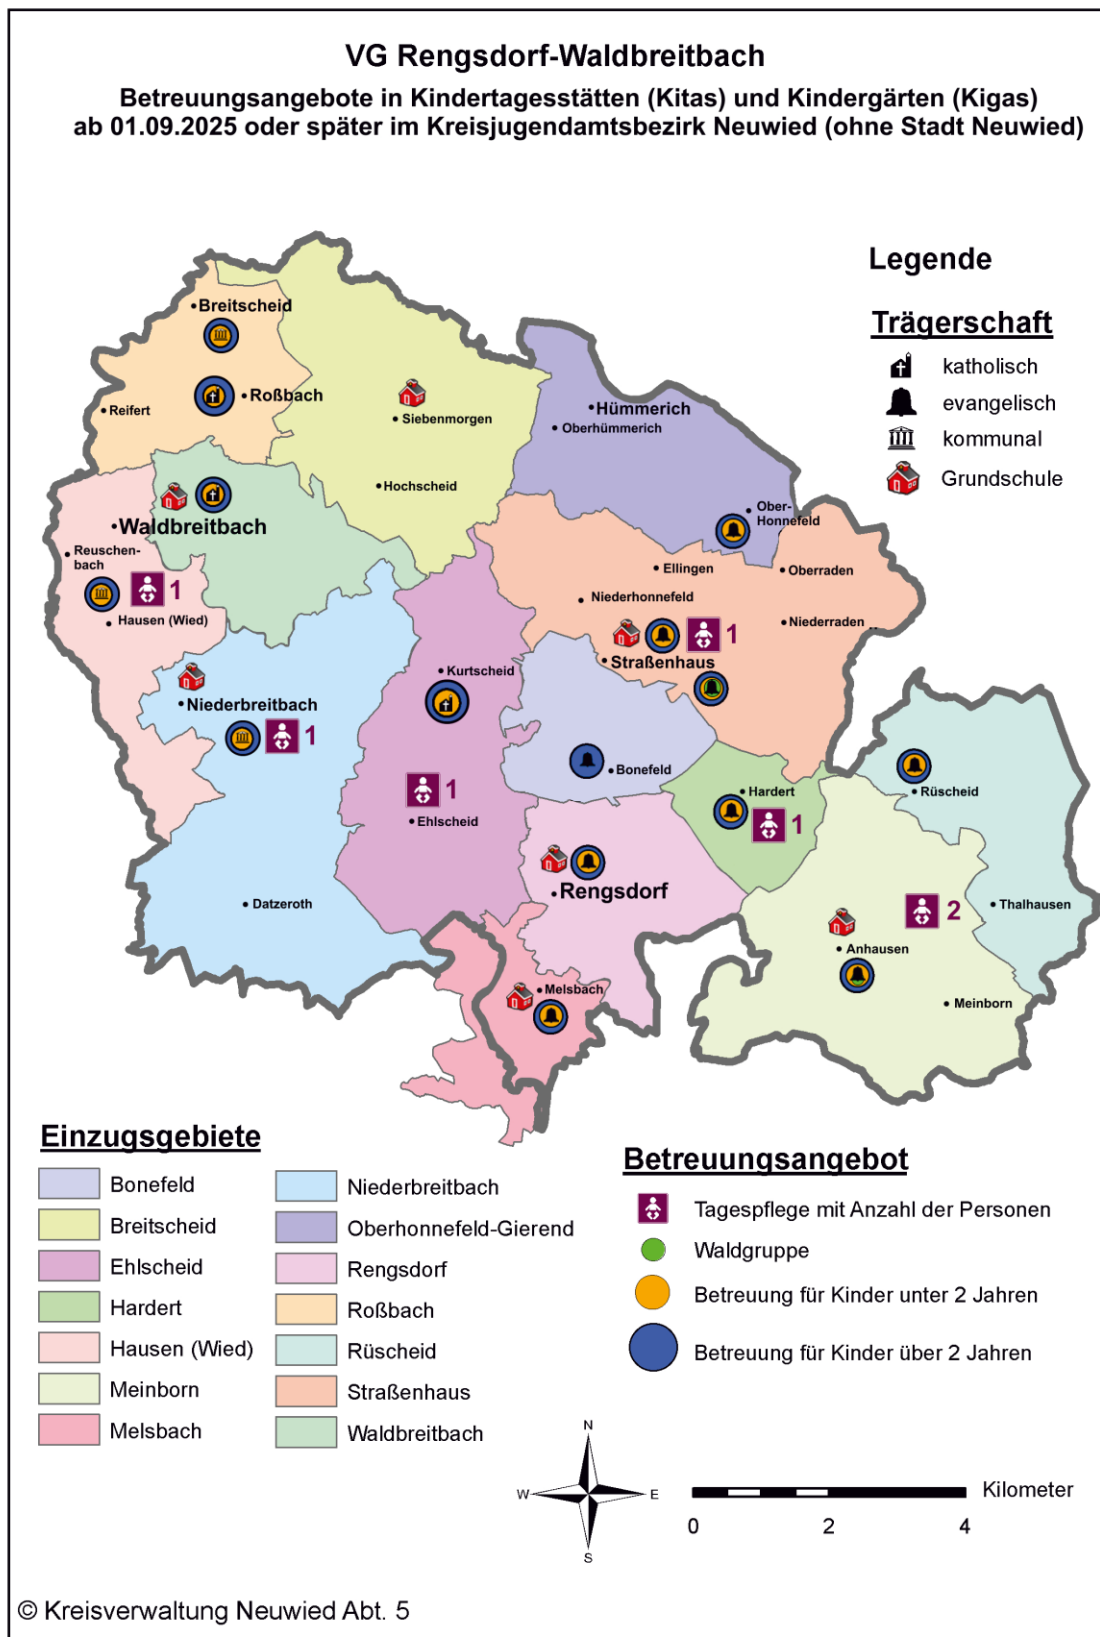 VG Rengsdorf-Waldbreitbach
Betreuungsangebote in Kindertagesstätten (Kitas) und Kindergärten (Kigas)
ab 01.09.2025 oder später im Kreisjugendamtsbezirk Neuwied (ohne Stadt Neuwied)
Legende
Trägerschaft
katholisch
evangelisch
kommunal
Grundschule
Breitscheid
Roßbach
Reifert
Siebenmorgen
Hochscheid
Hümmerich
Oberhümmerich
Ober-
Honnefeld
Waldbreitbach
Reuschen-
bach
1
Hausen (Wied)
Ellingen
Oberraden
Niederhonnefeld
Niederraden
1
Straßenhaus
Kurtscheid
Niederbreitbach
1
Bonefeld
1
Ehlscheid
Hardert
1
Rüscheid
Rengsdorf
Datzeroth
2
Thalhausen
Anhausen
Melsbach
Meinborn
Einzugsgebiete
Bonefeld
Breitscheid
Ehlscheid
Hardert
Hausen (Wied)
Meinborn
Melsbach
Niederbreitbach
Oberhonnefeld-Gierend
Rengsdorf
Roßbach
Rüscheid
Straßenhaus
Waldbreitbach
Betreuungsangebot
Tagespflege mit Anzahl der Personen
Waldgruppe
Betreuung für Kinder unter 2 Jahren
Betreuung für Kinder über 2 Jahren
N
W
E
S
Kilometer
0 2 4
© Kreisverwaltung Neuwied Abt. 5